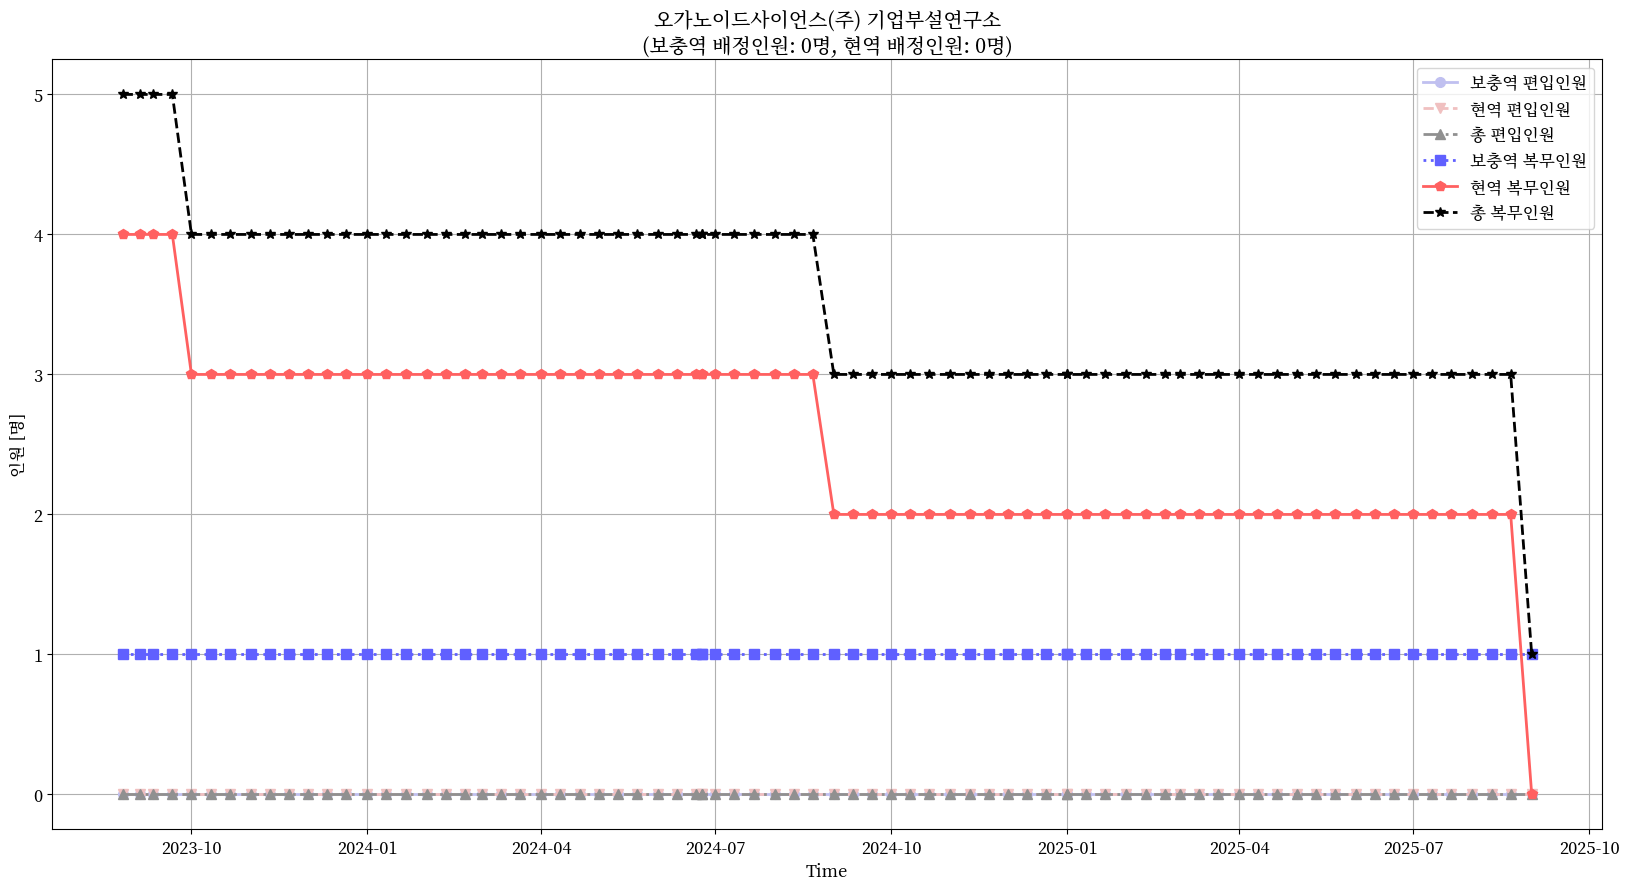 오가노이드사이언스(주) 기업부설연구소
(보충역 배정인원: 0명, 현역 배정인원: 0명)
보충역 편입인원
현역 편입인원
총 편입인원
보충역 복무인원
현역 복무인원
총 복무인원
인원 [명]
5
4
3
2
1
0
2023-10
2024-01
2024-04
2024-07
2024-10
2025-01
2025-04
2025-07
2025-10
Time